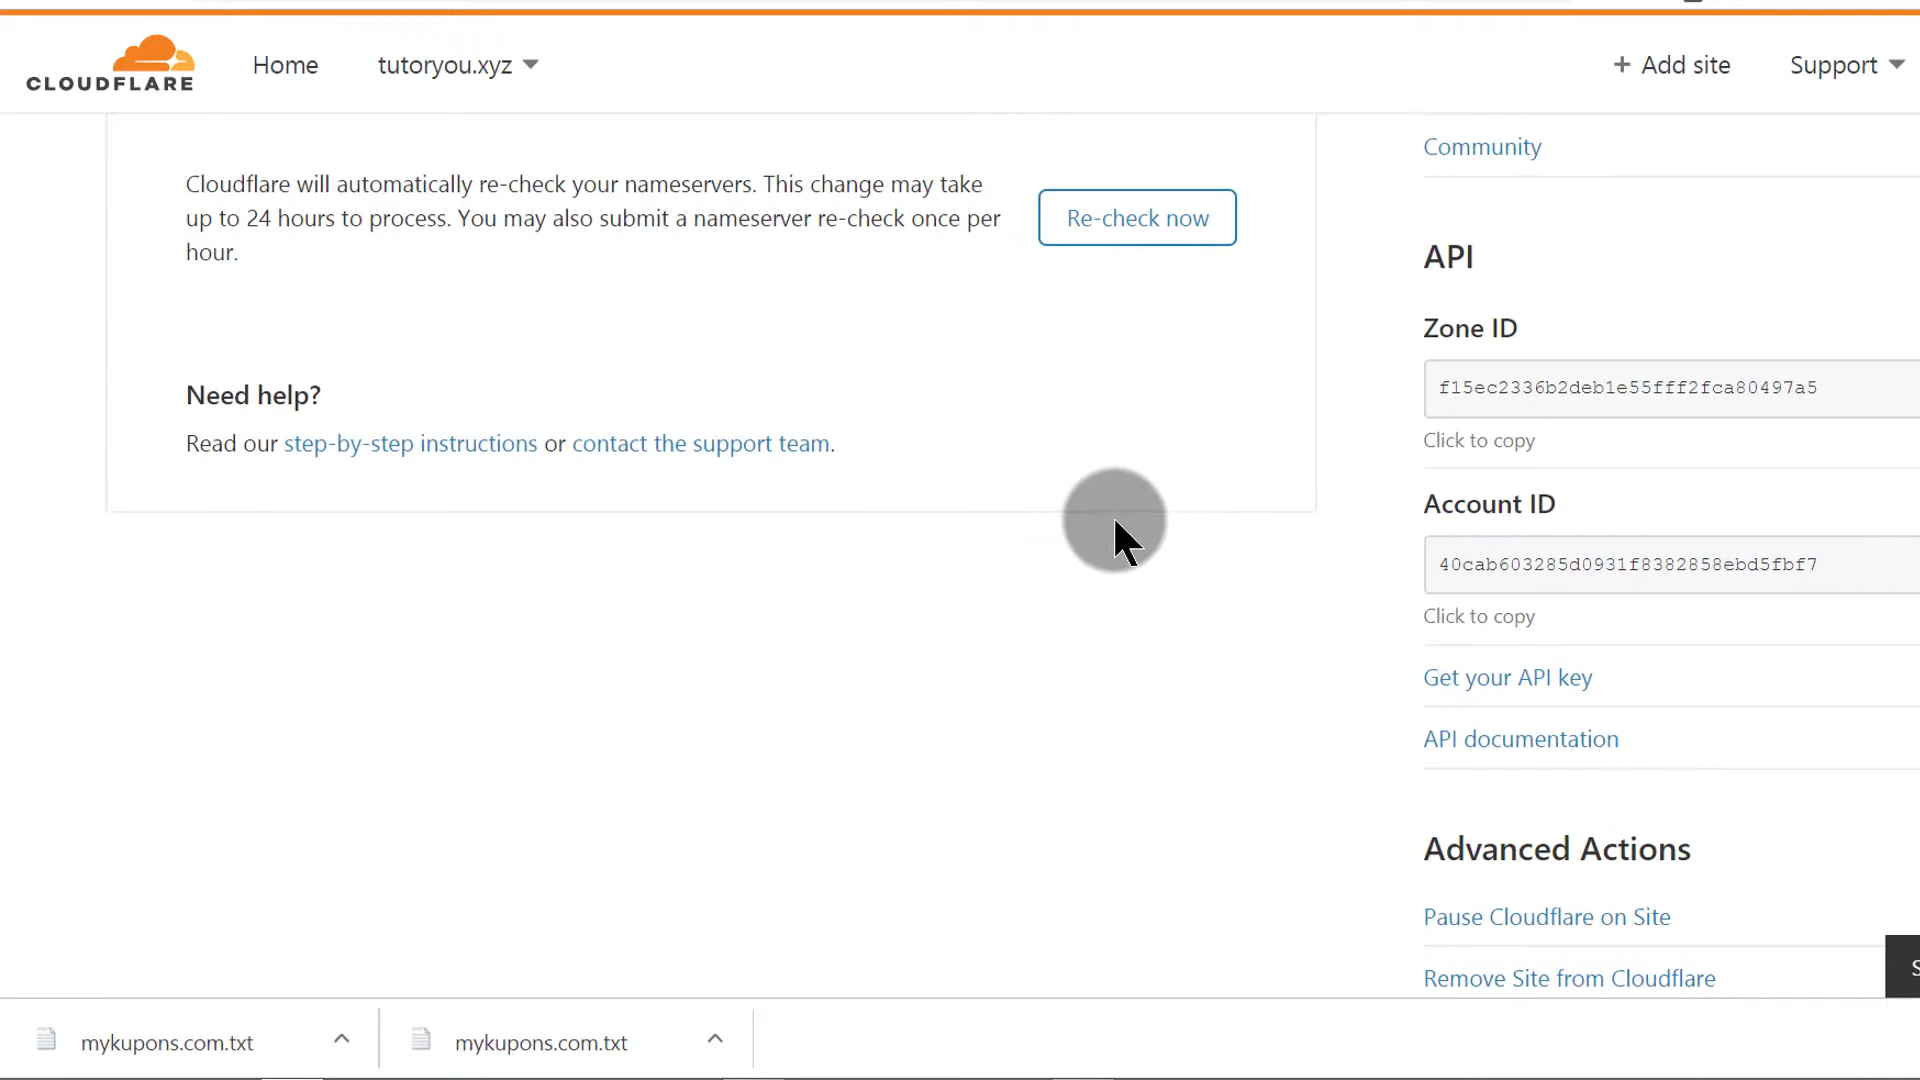 CLOUDFLARE
Home
tutoryou.xyz
+ Add site
Support
Cloudflare will automatically re-check your nameservers. This change may take
up to 24 hours to process. You may also submit a nameserver re-check once per
hour.
Re-check now
Need help?
Read our step-by-step instructions or contact the support team.
Community
API
Zone ID
f15ec2336b2deb1e55fff2fca80497a5
Click to copy
Account ID
40cab603285d0931f8382858ebd5fbf7
Click to copy
Get your API key
API documentation
Advanced Actions
Pause Cloudflare on Site
Remove Site from Cloudflare
mykupons.com.txt
mykupons.com.txt